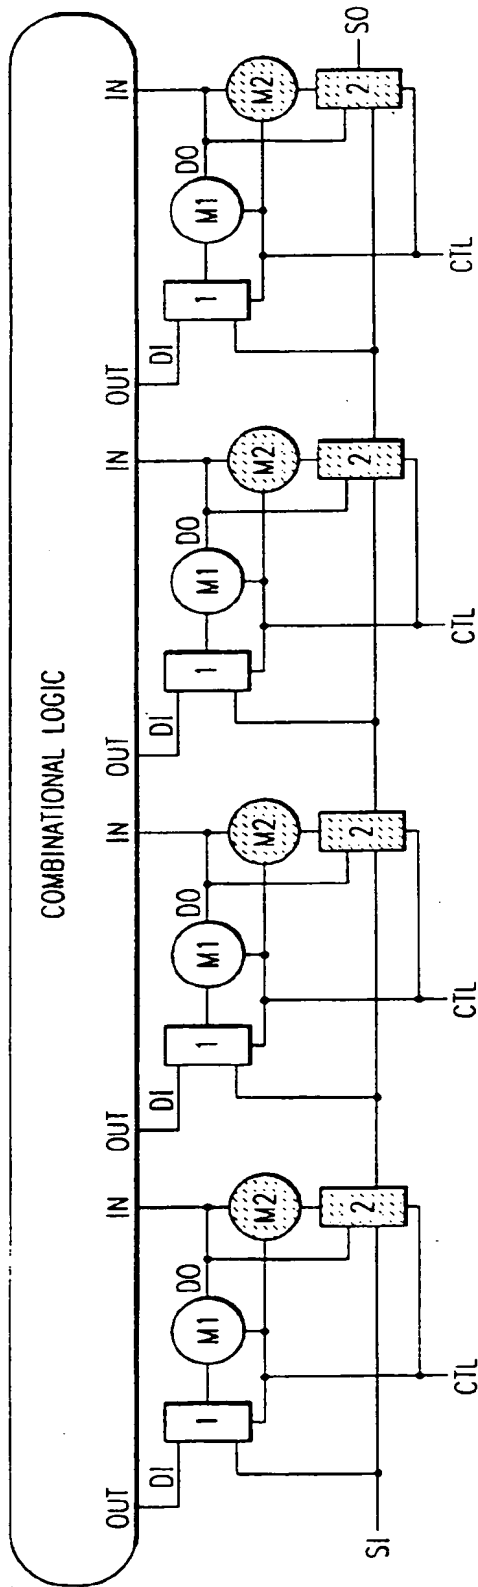 COMBINATIONAL LOGIC
OUT IN OUT IN OUT IN OUT IN
DI DI DI DI
DO DO DO DO
1 M1 1 M1 1 M1 1 M1
M2 M2 M2 M2
2 2 2 2 SO
SI
CTL CTL CTL CTL